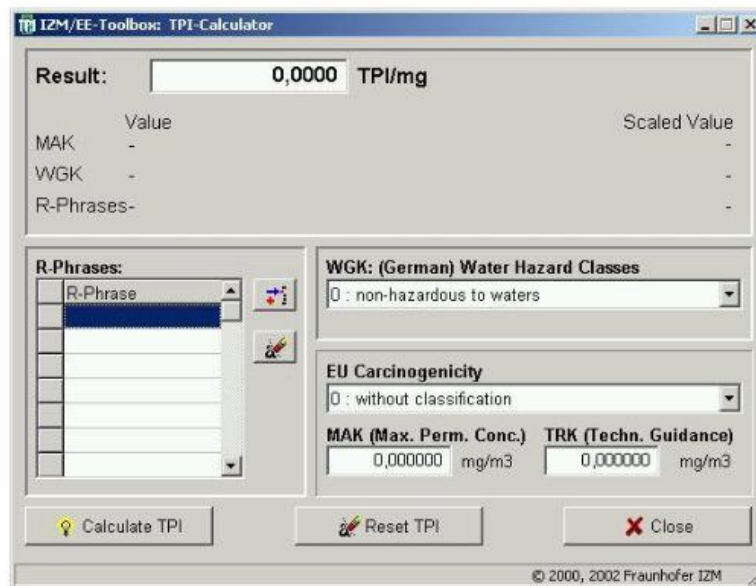 IZM/EE-Toolbox: TPI-Calculator
Result: 0,0000 TPI/mg
Value Scaled Value
MAK - -
WGK - -
R-Phrases- -
R-Phrases:
R-Phrase
WGK: (German) Water Hazard Classes
0 : non-hazardous to waters
EU Carcinogenicity
0 : without classification
MAK (Max. Perm. Conc.) TRK (Techn. Guidance)
0,000000 mg/m3 0,000000 mg/m3
Calculate TPI Reset TPI Close
© 2000, 2002 Fraunhofer IZM